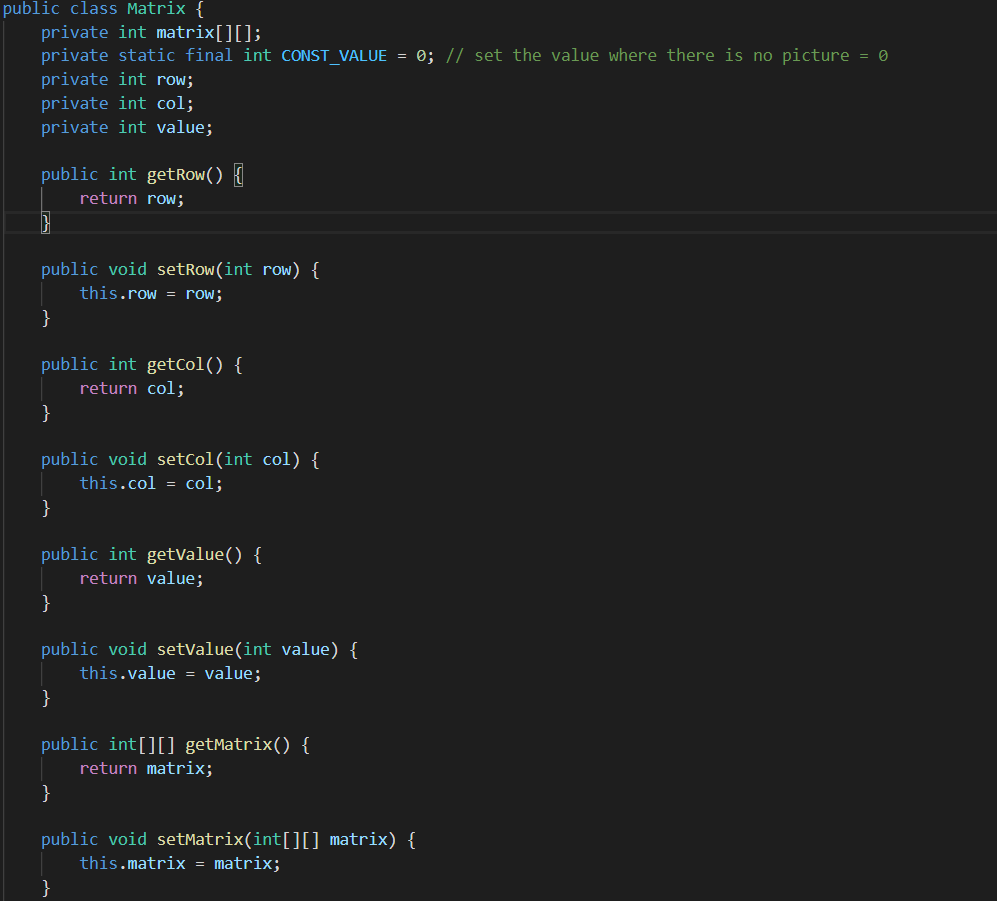 public class Matrix {
    private int matrix[][];
    private static final int CONST_VALUE = 0; // set the value where there is no picture = 0
    private int row;
    private int col;
    private int value;

    public int getRow() {
        return row;
    }

    public void setRow(int row) {
        this.row = row;
    }

    public int getCol() {
        return col;
    }

    public void setCol(int col) {
        this.col = col;
    }

    public int getValue() {
        return value;
    }

    public void setValue(int value) {
        this.value = value;
    }

    public int[][] getMatrix() {
        return matrix;
    }

    public void setMatrix(int[][] matrix) {
        this.matrix = matrix;
    }